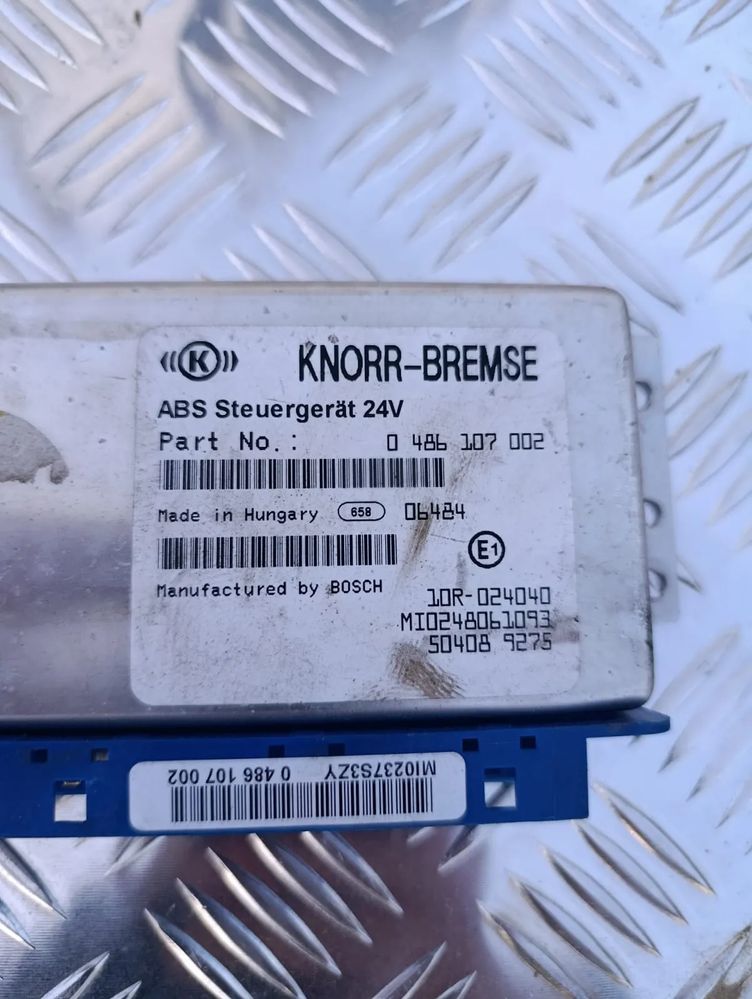 ((K)) KNORR-BREMSE
ABS Steuergerät 24V
Part No.: 0 486 107 002
Made in Hungary 658 06484
E1
Manufactured by BOSCH
10R-024040
MI0248061093
50408 9275
MI0237S3ZY 0 486 107 002